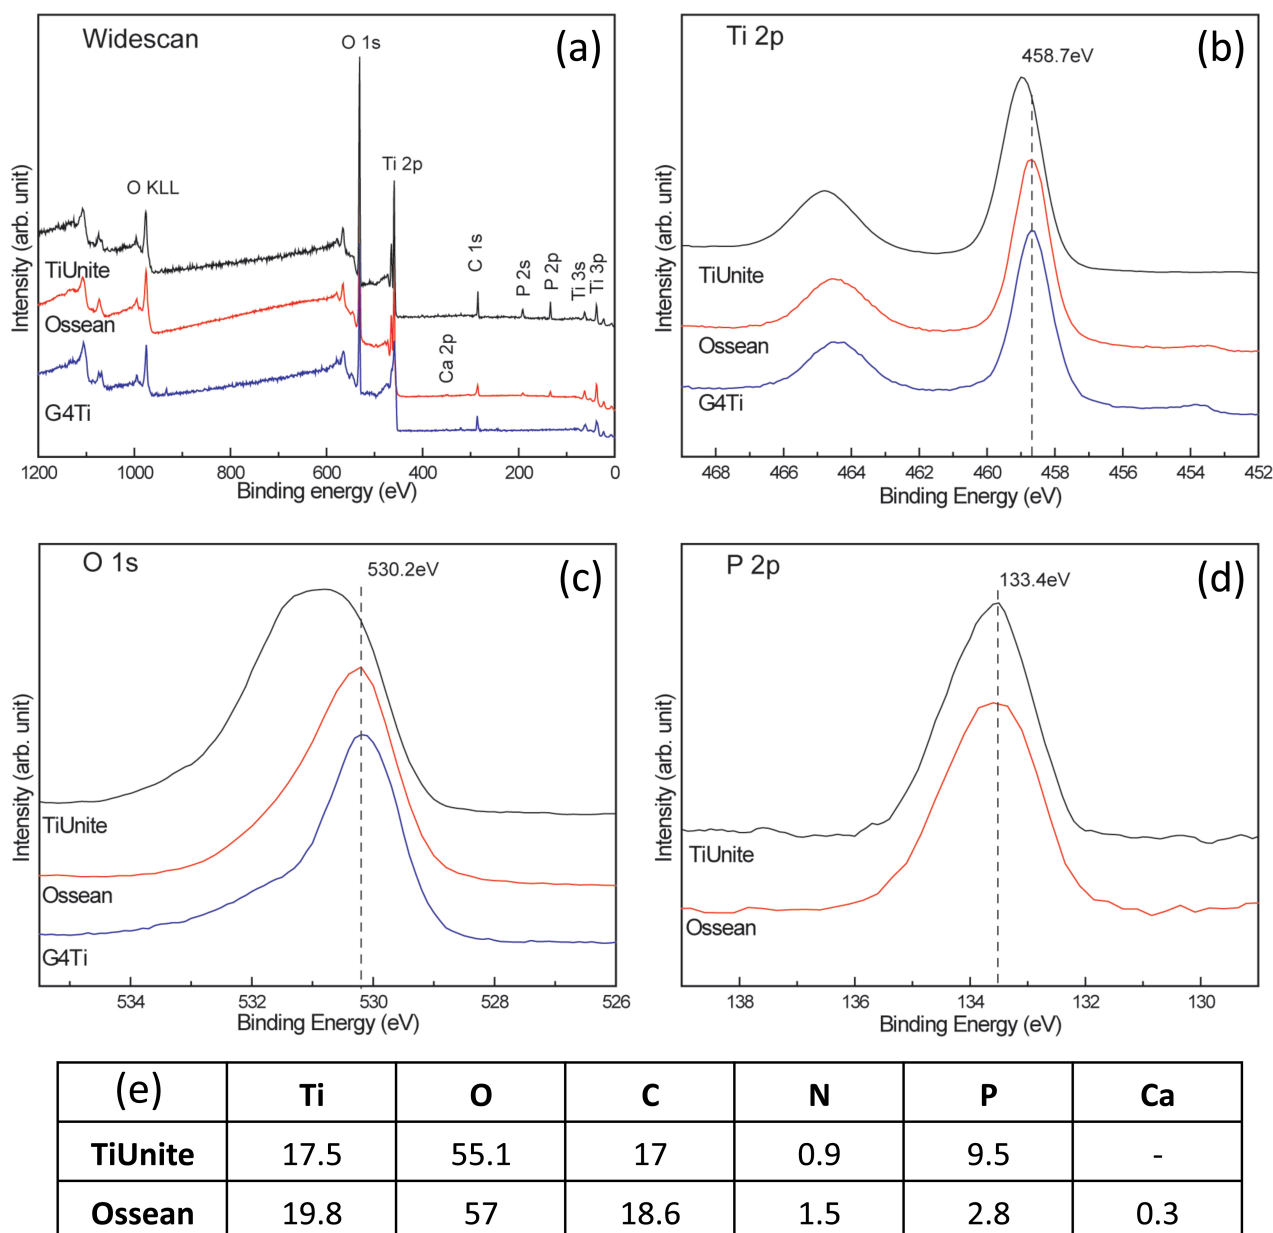 Widescan
(a)
O 1s
Ti 2p
O KLL
C 1s
P 2s
P 2p
Ti 3s
Ti 3p
Ca 2p
TiUnite
Ossean
G4Ti
Intensity (arb. unit)
1200 1000 800 600 400 200 0
Binding energy (eV)
Ti 2p
(b)
458.7eV
TiUnite
Ossean
G4Ti
Intensity (arb. unit)
468 466 464 462 460 458 456 454 452
Binding Energy (eV)
O 1s
(c)
530.2eV
TiUnite
Ossean
G4Ti
Intensity (arb. unit)
534 532 530 528 526
Binding Energy (eV)
P 2p
(d)
133.4eV
TiUnite
Ossean
Intensity (arb. unit)
138 136 134 132 130
Binding Energy (eV)
(e) Ti O C N P Ca
TiUnite 17.5 55.1 17 0.9 9.5 -
Ossean 19.8 57 18.6 1.5 2.8 0.3